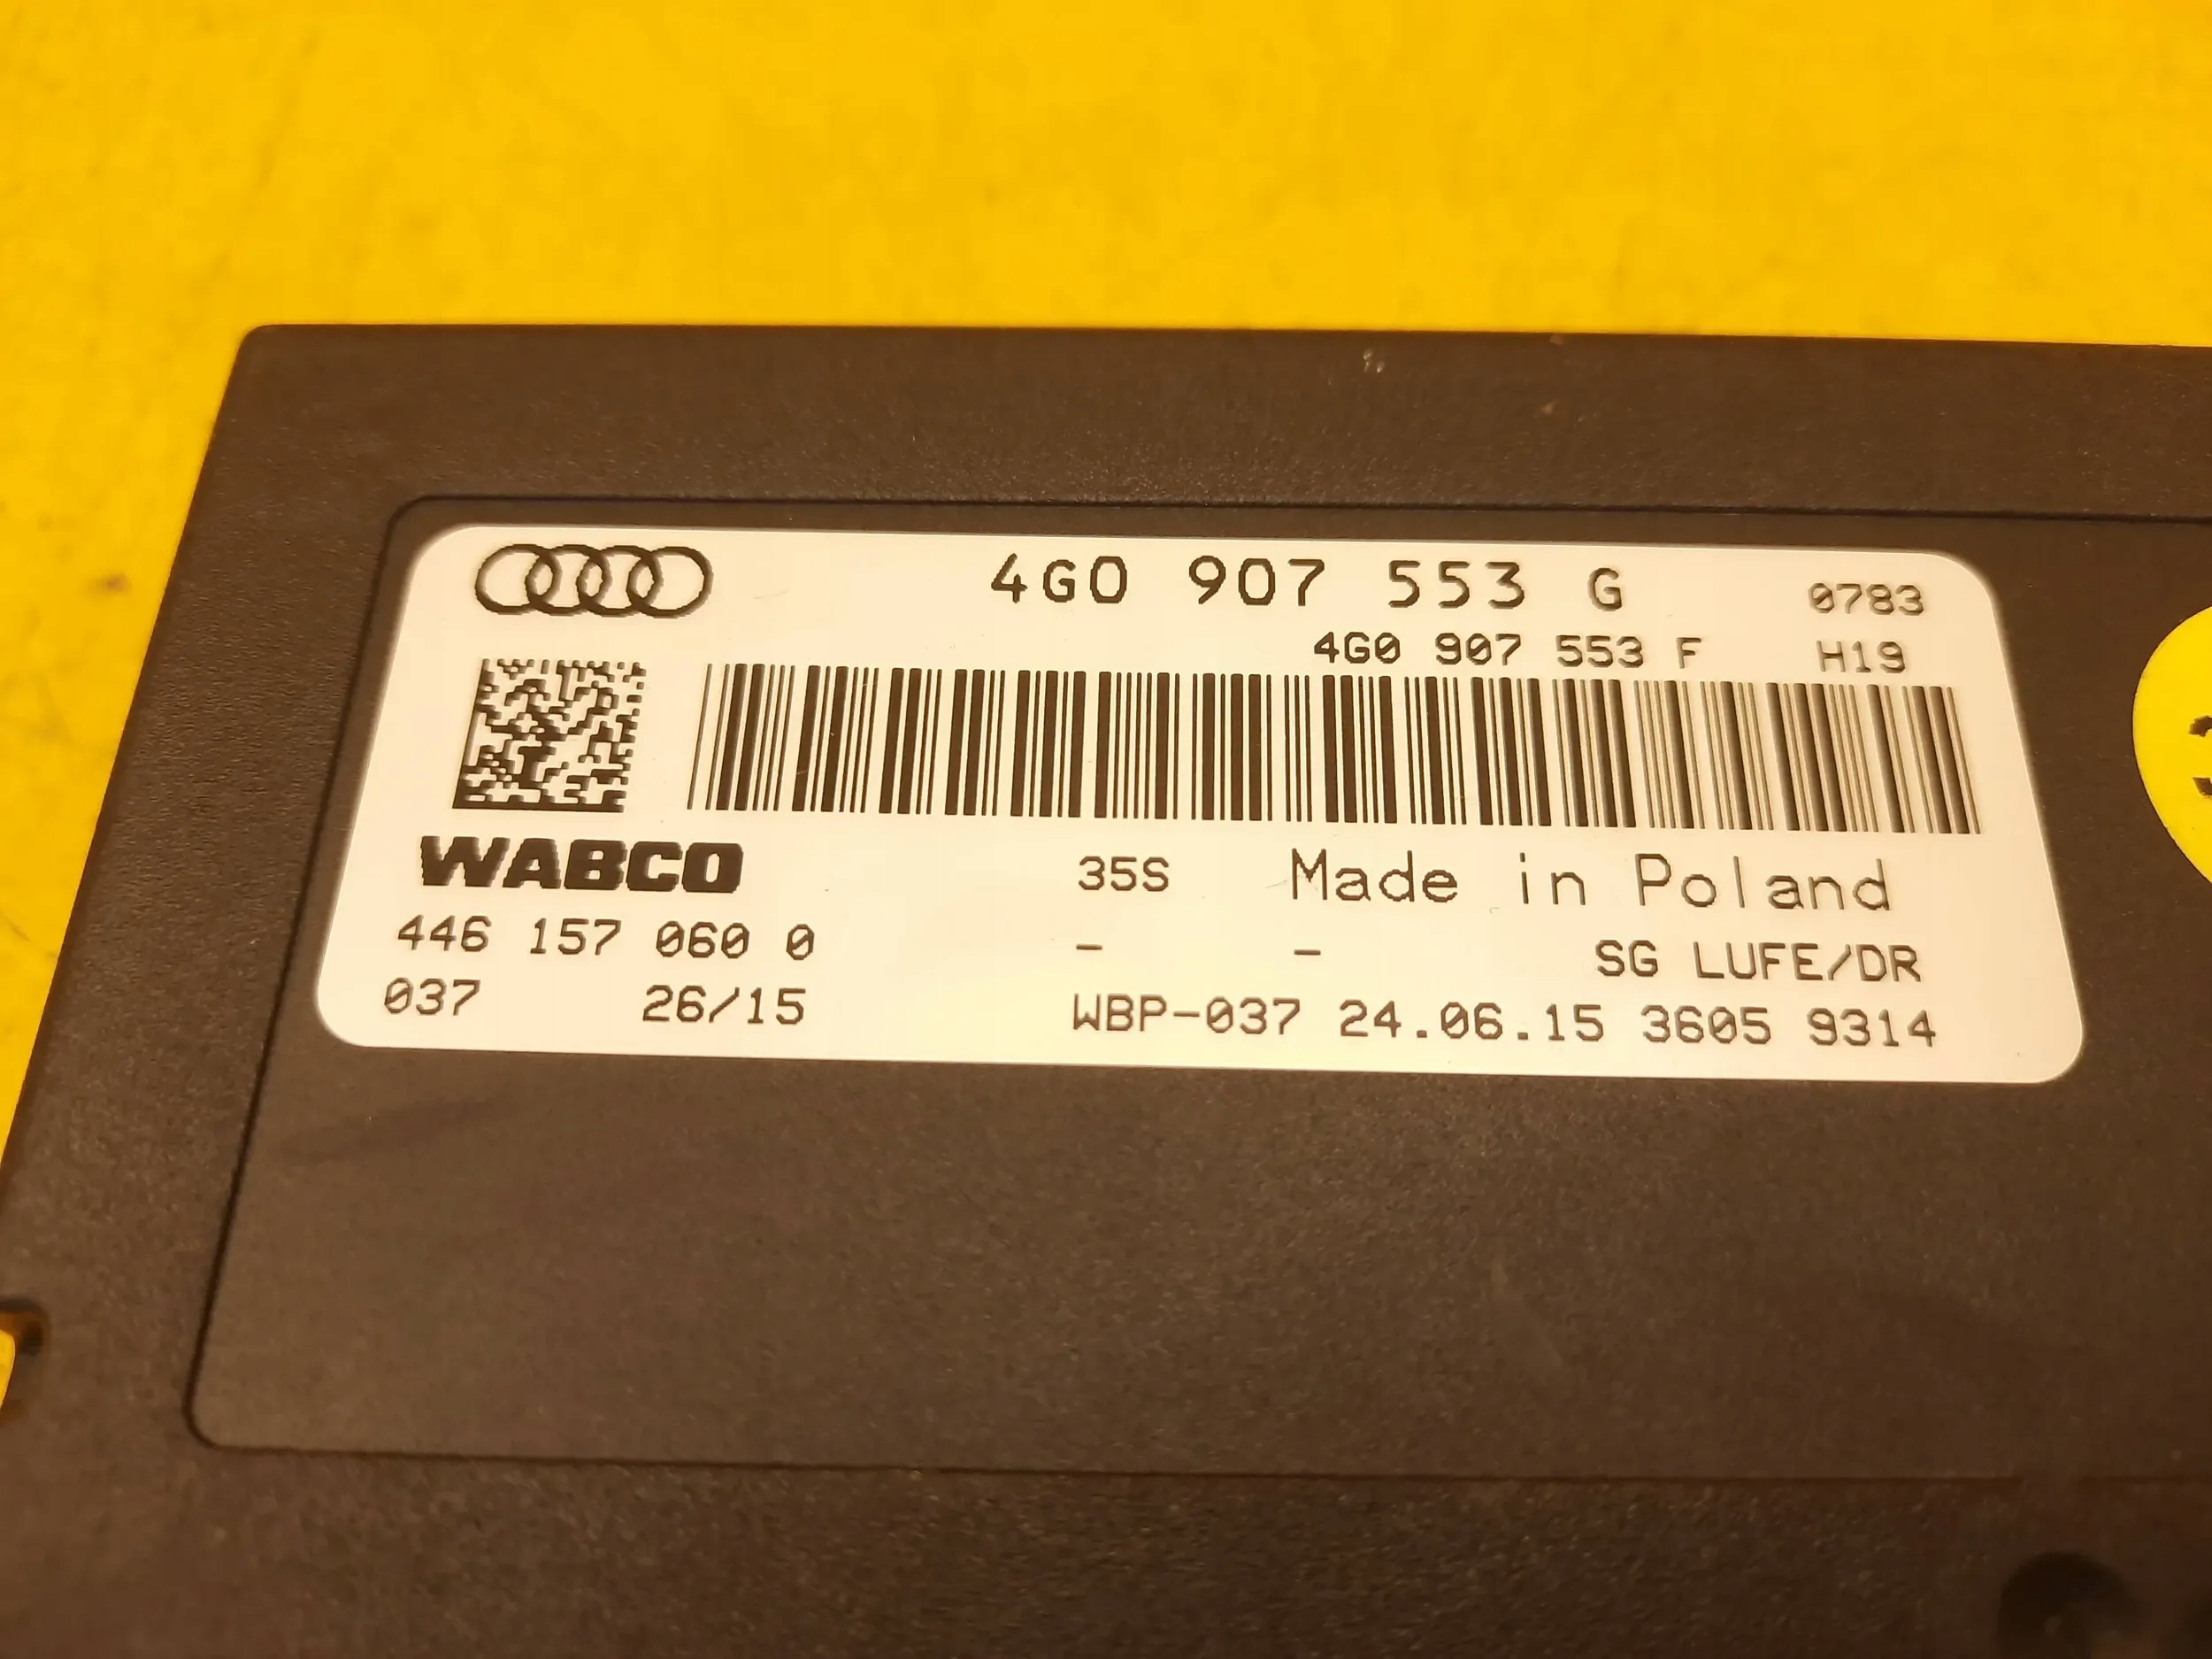 4G0 907 553 G 0783
4G0 907 553 F H19
WABCO 35S Made in Poland
446 157 060 0 - - SG LUFE/DR
037 26/15 WBP-037 24.06.15 3605 9314